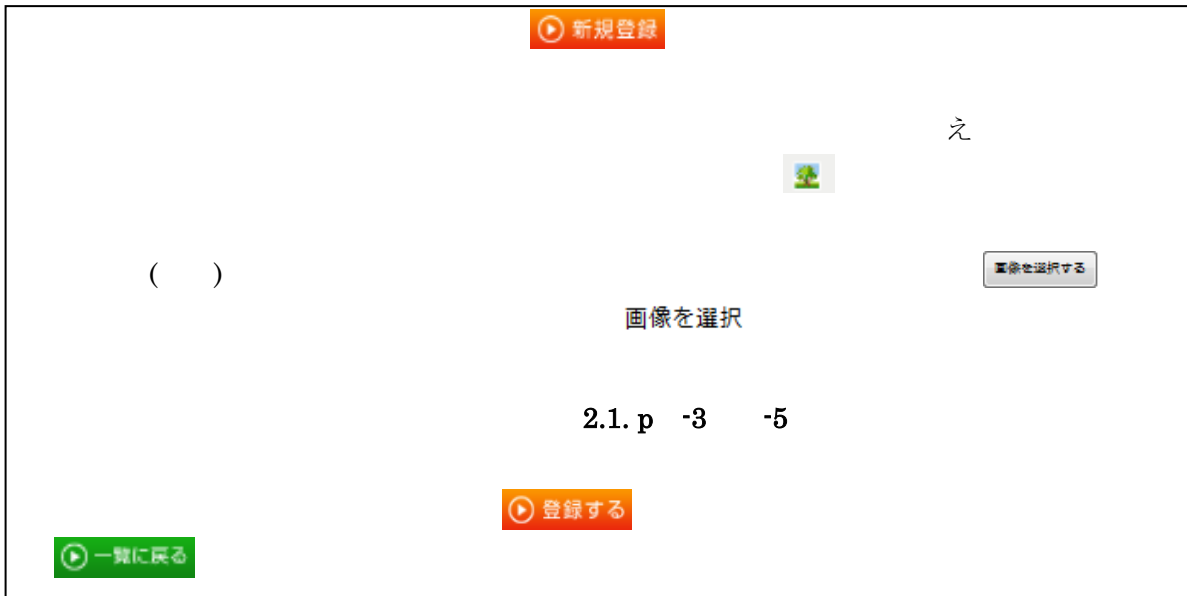 新規登録
え
( ) 画像を選択する
画像を選択
2.1. p -3 -5
登録する
一覧に戻る